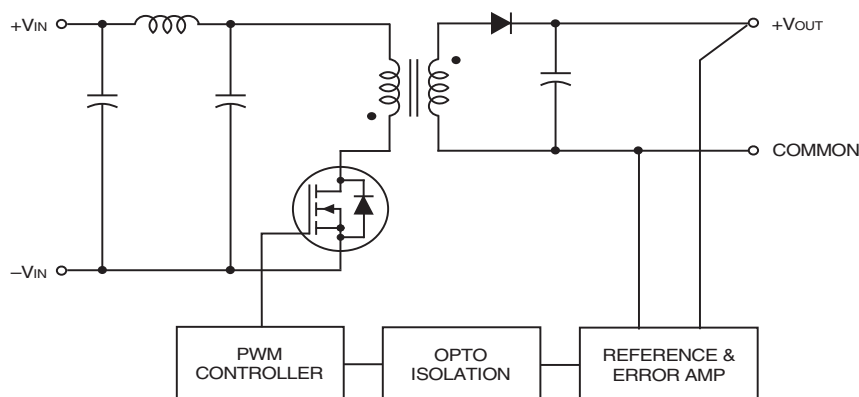 +VIN
+VOUT
COMMON
–VIN
PWM
CONTROLLER
OPTO
ISOLATION
REFERENCE &
ERROR AMP